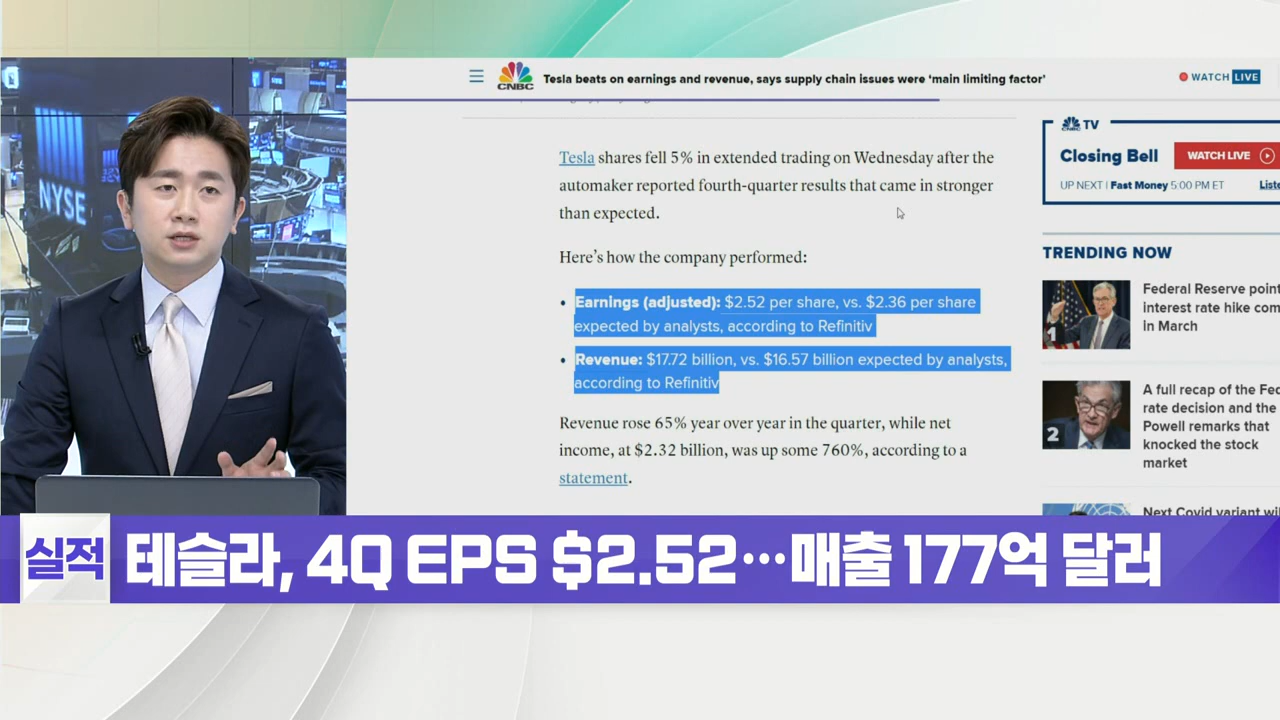 NYSE
CNBC
Tesla beats on earnings and revenue, says supply chain issues were ‘main limiting factor’
WATCH LIVE
Tesla shares fell 5% in extended trading on Wednesday after the
automaker reported fourth-quarter results that came in stronger
than expected.
Here’s how the company performed:
• Earnings (adjusted): $2.52 per share, vs. $2.36 per share
expected by analysts, according to Refinitiv
• Revenue: $17.72 billion, vs. $16.57 billion expected by analysts,
according to Refinitiv
Revenue rose 65% year over year in the quarter, while net
income, at $2.32 billion, was up some 760%, according to a
statement.
CNBC TV
Closing Bell
WATCH LIVE
UP NEXT | Fast Money 5:00 PM ET
TRENDING NOW
1
Federal Reserve
interest rate hike
in March
2
A full recap of the Fed
rate decision and the
Powell remarks that
knocked the stock
market
Next Covid variant
실적
테슬라, 4Q EPS $2.52…매출 177억 달러